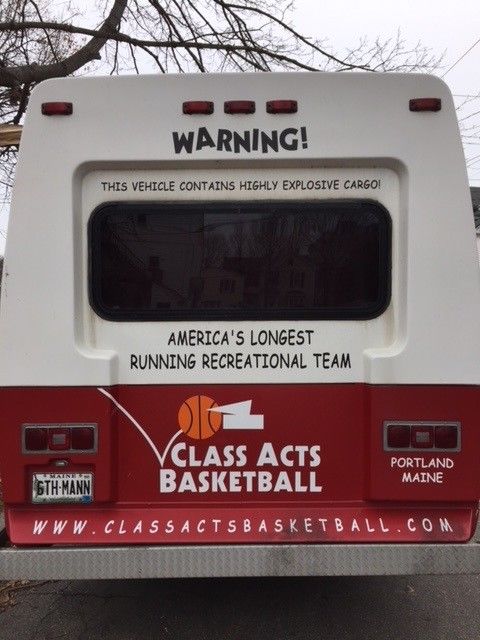 WARNING!
THIS VEHICLE CONTAINS HIGHLY EXPLOSIVE CARGO!
AMERICA'S LONGEST
RUNNING RECREATIONAL TEAM
CLASS ACTS
BASKETBALL
PORTLAND
MAINE
MAINE
6TH·MANN
WWW.CLASSACTSBASKETBALL.COM